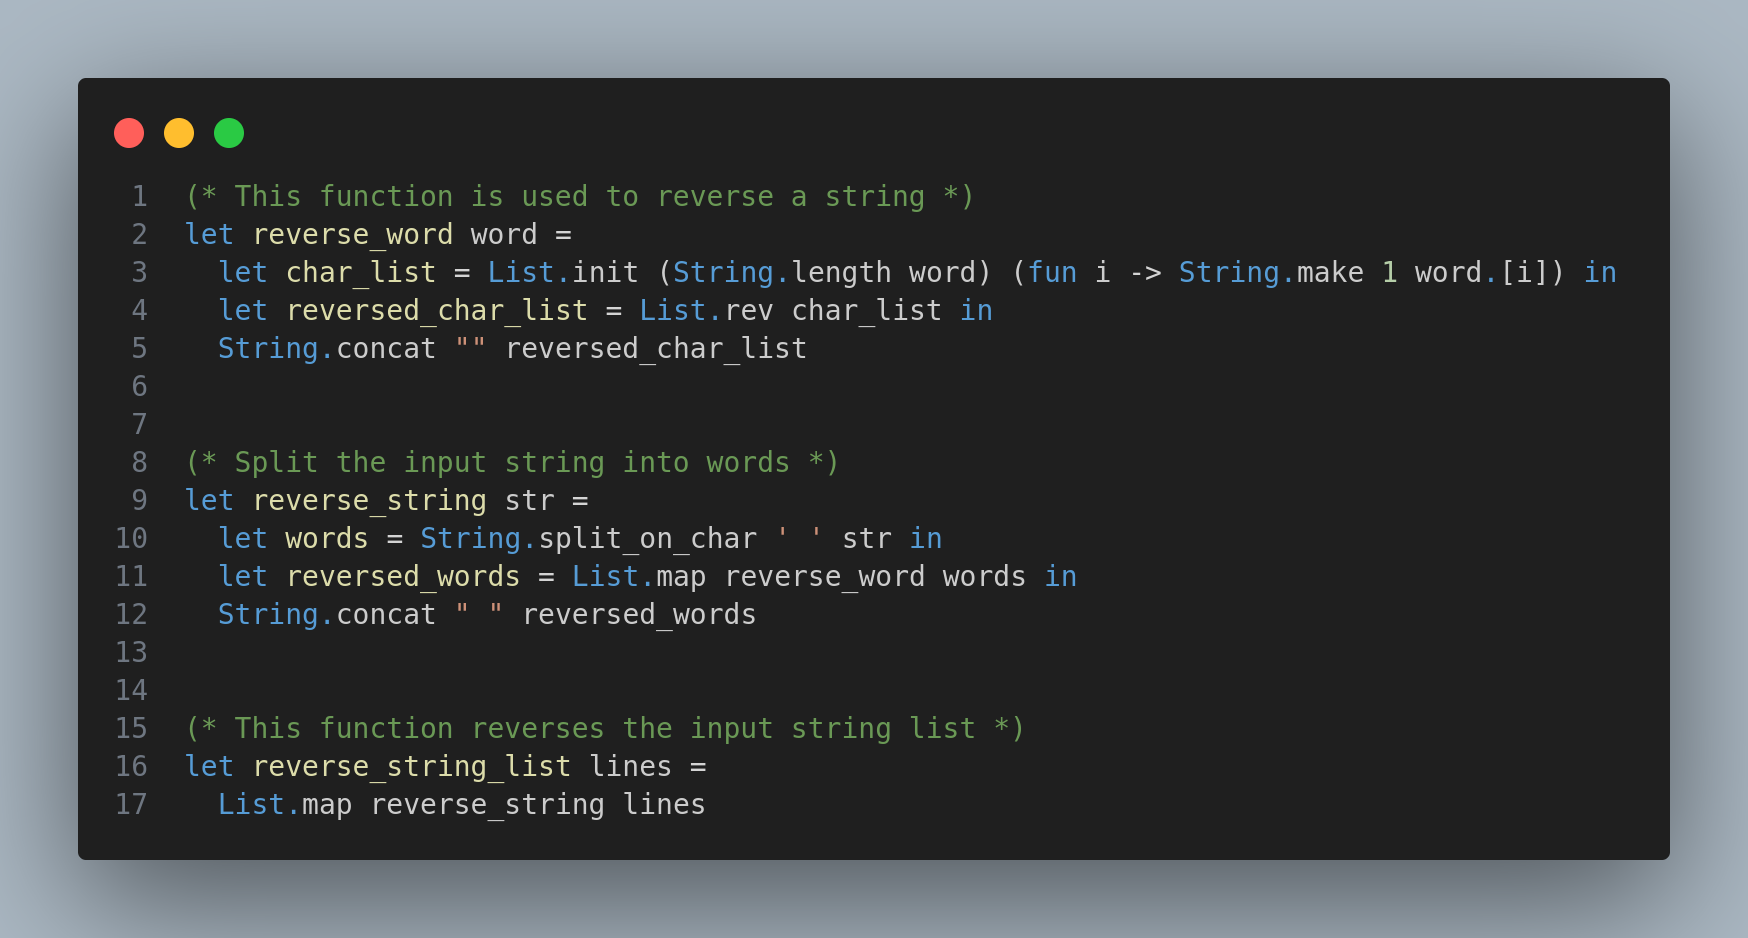 1 (* This function is used to reverse a string *)
2 let reverse_word word =
3   let char_list = List.init (String.length word) (fun i -> String.make 1 word.[i]) in
4   let reversed_char_list = List.rev char_list in
5   String.concat "" reversed_char_list
6
7
8 (* Split the input string into words *)
9 let reverse_string str =
10   let words = String.split_on_char ' ' str in
11   let reversed_words = List.map reverse_word words in
12   String.concat " " reversed_words
13
14
15 (* This function reverses the input string list *)
16 let reverse_string_list lines =
17   List.map reverse_string lines